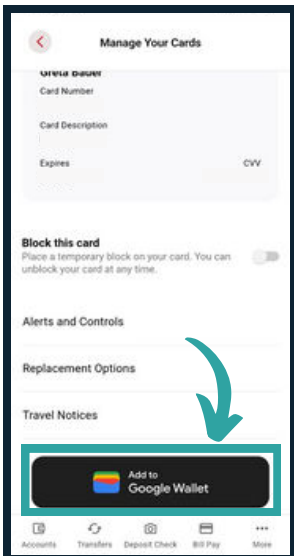 Manage Your Cards
Greta Bauer
Card Number
Card Description
Expires CVV
Block this card
Place a temporary block on your card. You can
unblock your card at any time.
Alerts and Controls
Replacement Options
Travel Notices
Add to
Google Wallet
Accounts Transfers Deposit Check Bill Pay More